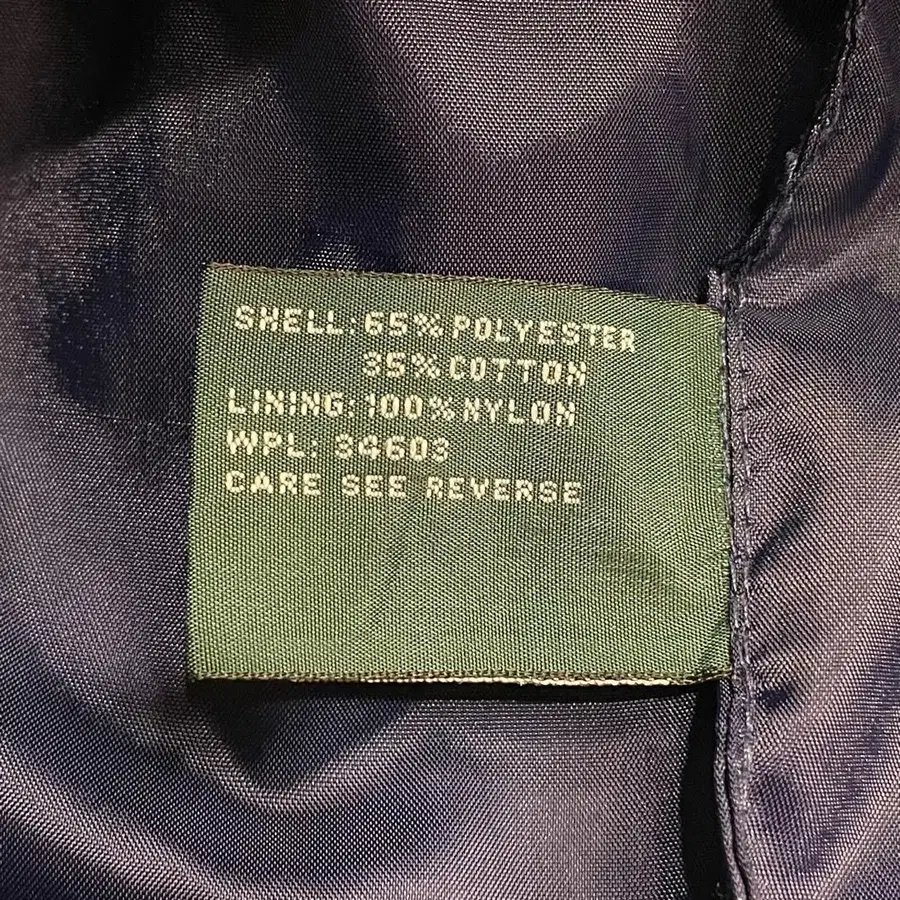 SHELL: 65% POLYESTER
35% COTTON
LINING: 100% NYLON
WPL: 34603
CARE SEE REVERSE